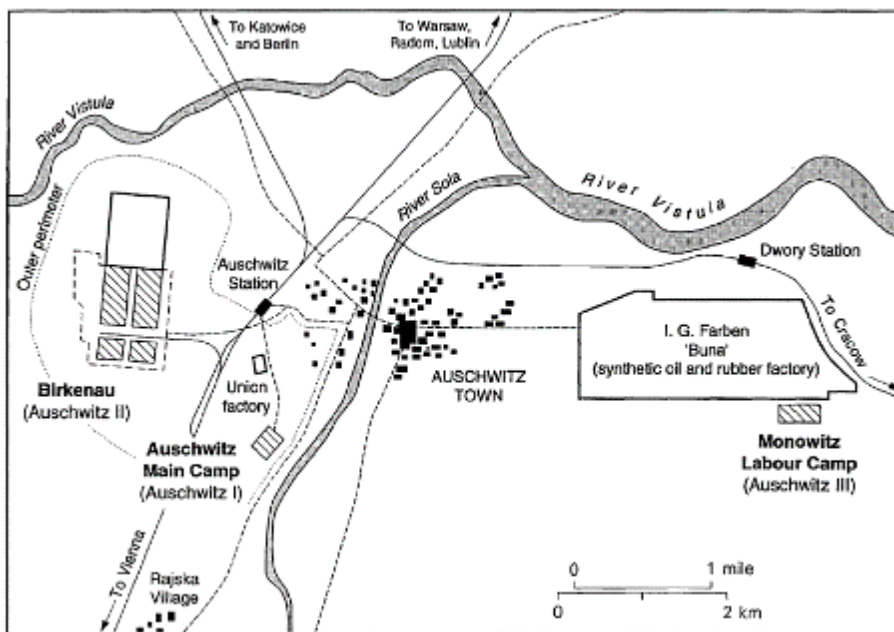 To Katowice
and Berlin
To Warsaw,
Radom, Lublin
River Vistula
River Sola
River Vistula
Outer perimeter
Auschwitz
Station
Dwory Station
To Cracow
I. G. Farben
'Buna'
(synthetic oil and rubber factory)
Birkenau
(Auschwitz II)
Union
factory
AUSCHWITZ
TOWN
Auschwitz
Main Camp
(Auschwitz I)
Monowitz
Labour Camp
(Auschwitz III)
To Vienna
Rajska
Village
0 1 mile
0 2 km